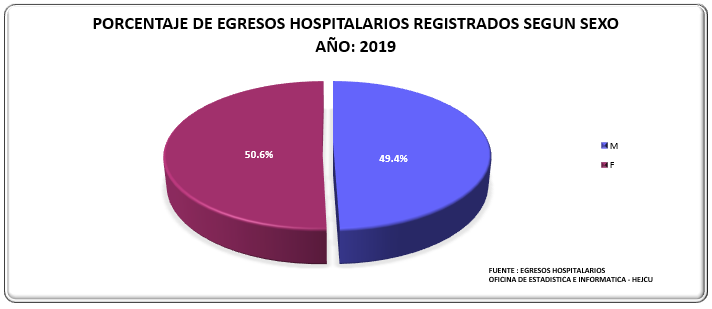 PORCENTAJE DE EGRESOS HOSPITALARIOS REGISTRADOS SEGUN SEXO
AÑO: 2019
50.6%
49.4%
M
F
FUENTE : EGRESOS HOSPITALARIOS
OFICINA DE ESTADISTICA E INFORMATICA - HEJCU